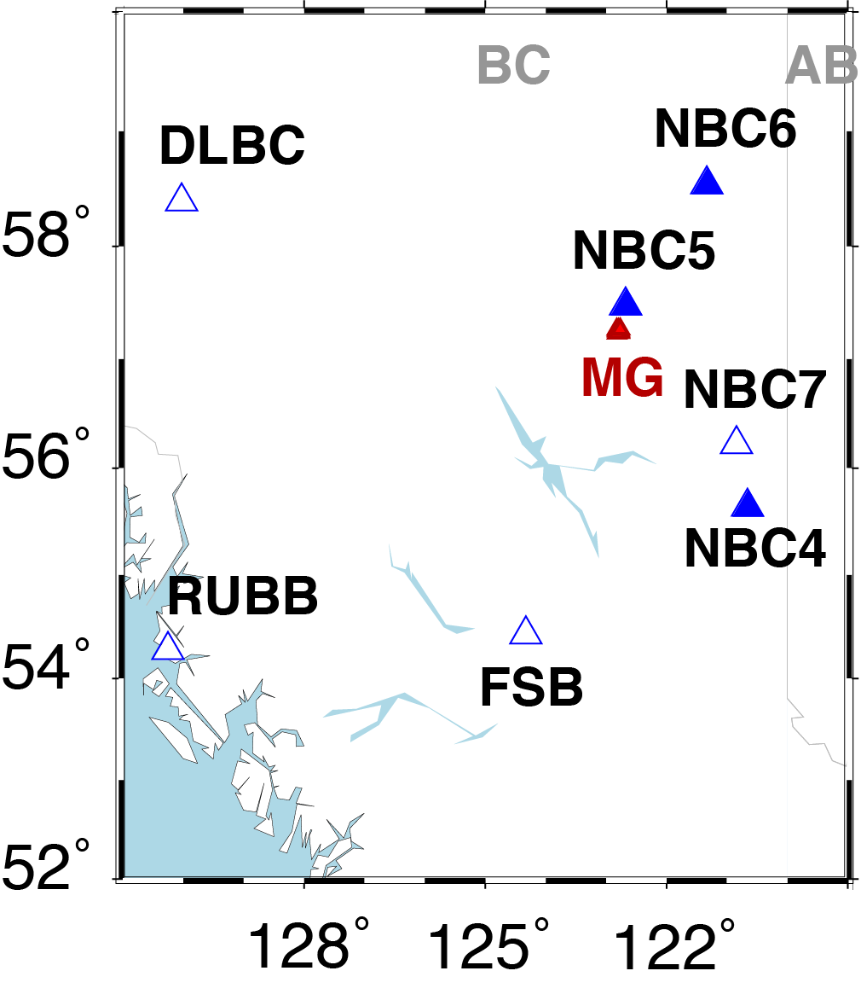 BC
AB
NBC6
DLBC
58°
NBC5
MG
NBC7
56°
NBC4
RUBB
54°
FSB
52°
128°
125°
122°